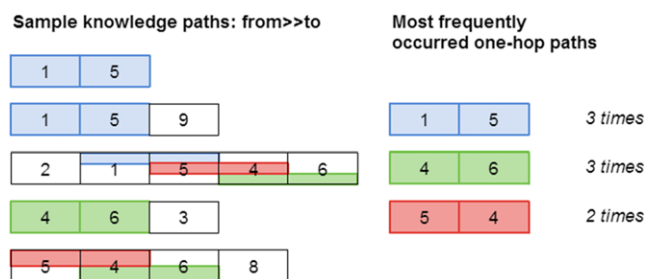 Sample knowledge paths: from>>to
Most frequently
occurred one-hop paths
1 5
1 5 9
1 5 3 times
2 1 5 4 6
4 6 3 times
4 6 3
5 4 2 times
5 4 6 8